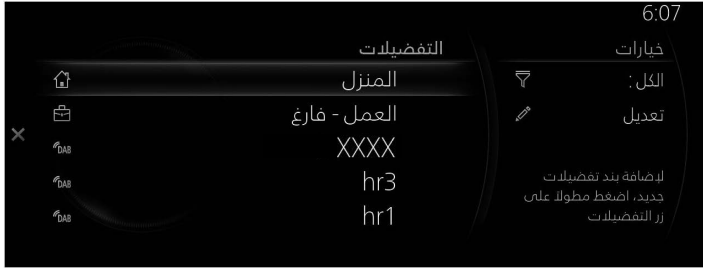 6:07
خيارات
الكل:
تعديل
لإضافة بند تفضيلات
جديد، اضغط مطولاً على
زر التفضيلات
التفضيلات
المنزل
العمل - فارغ
XXXX
DAB
hr3
DAB
hr1
DAB